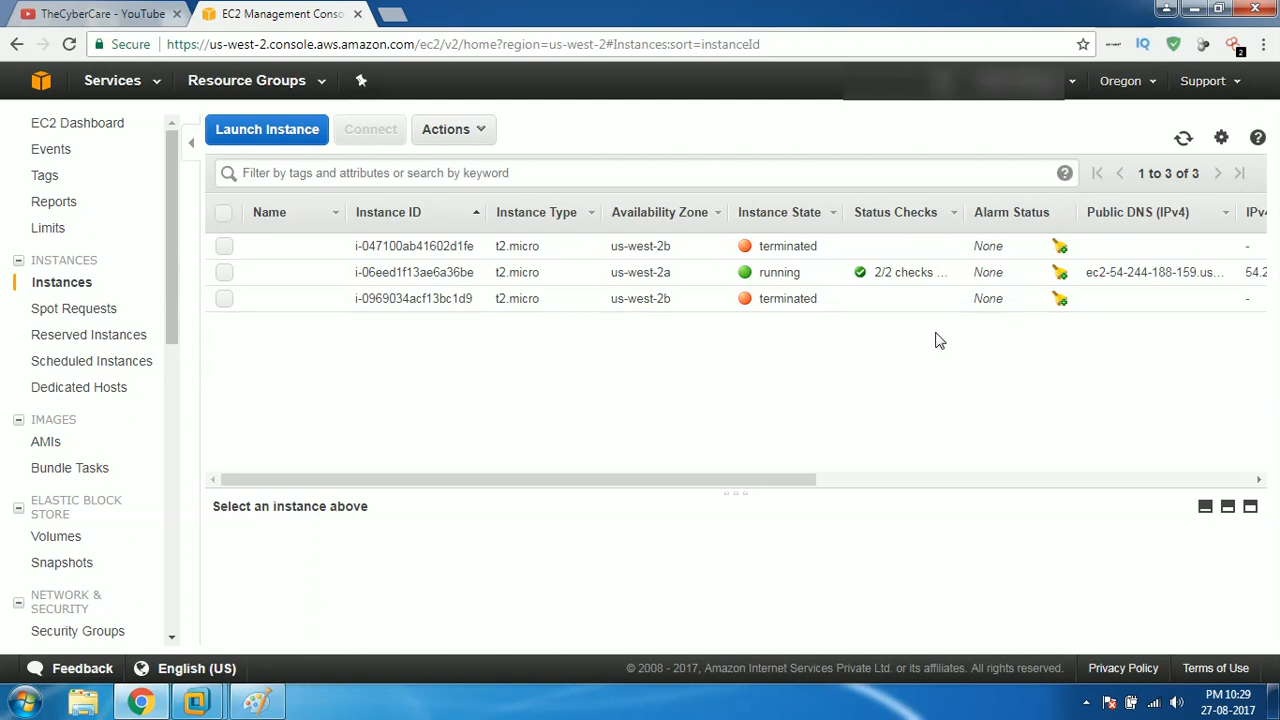 TheCyberCare - YouTube
EC2 Management Conso
Secure
https://us-west-2.console.aws.amazon.com/ec2/v2/home?region=us-west-2#Instances:sort=instanceId
IQ
2
Services
Resource Groups
Oregon
Support
EC2 Dashboard
Events
Tags
Reports
Limits
INSTANCES
Instances
Spot Requests
Reserved Instances
Scheduled Instances
Dedicated Hosts
IMAGES
AMIs
Bundle Tasks
ELASTIC BLOCK
STORE
Volumes
Snapshots
NETWORK &
SECURITY
Security Groups
Launch Instance
Connect
Actions
Filter by tags and attributes or search by keyword
1 to 3 of 3
Name Instance ID Instance Type Availability Zone Instance State Status Checks Alarm Status Public DNS (IPv4) IPv4
i-047100ab41602d1fe t2.micro us-west-2b terminated None -
i-06eed1f13ae6a36be t2.micro us-west-2a running 2/2 checks ... None ec2-54-244-188-159.us... 54.2
i-0969034acf13bc1d9 t2.micro us-west-2b terminated None -
Select an instance above
Feedback
English (US)
© 2008 - 2017, Amazon Internet Services Private Ltd. or its affiliates. All rights reserved.
Privacy Policy
Terms of Use
PM 10:29
27-08-2017